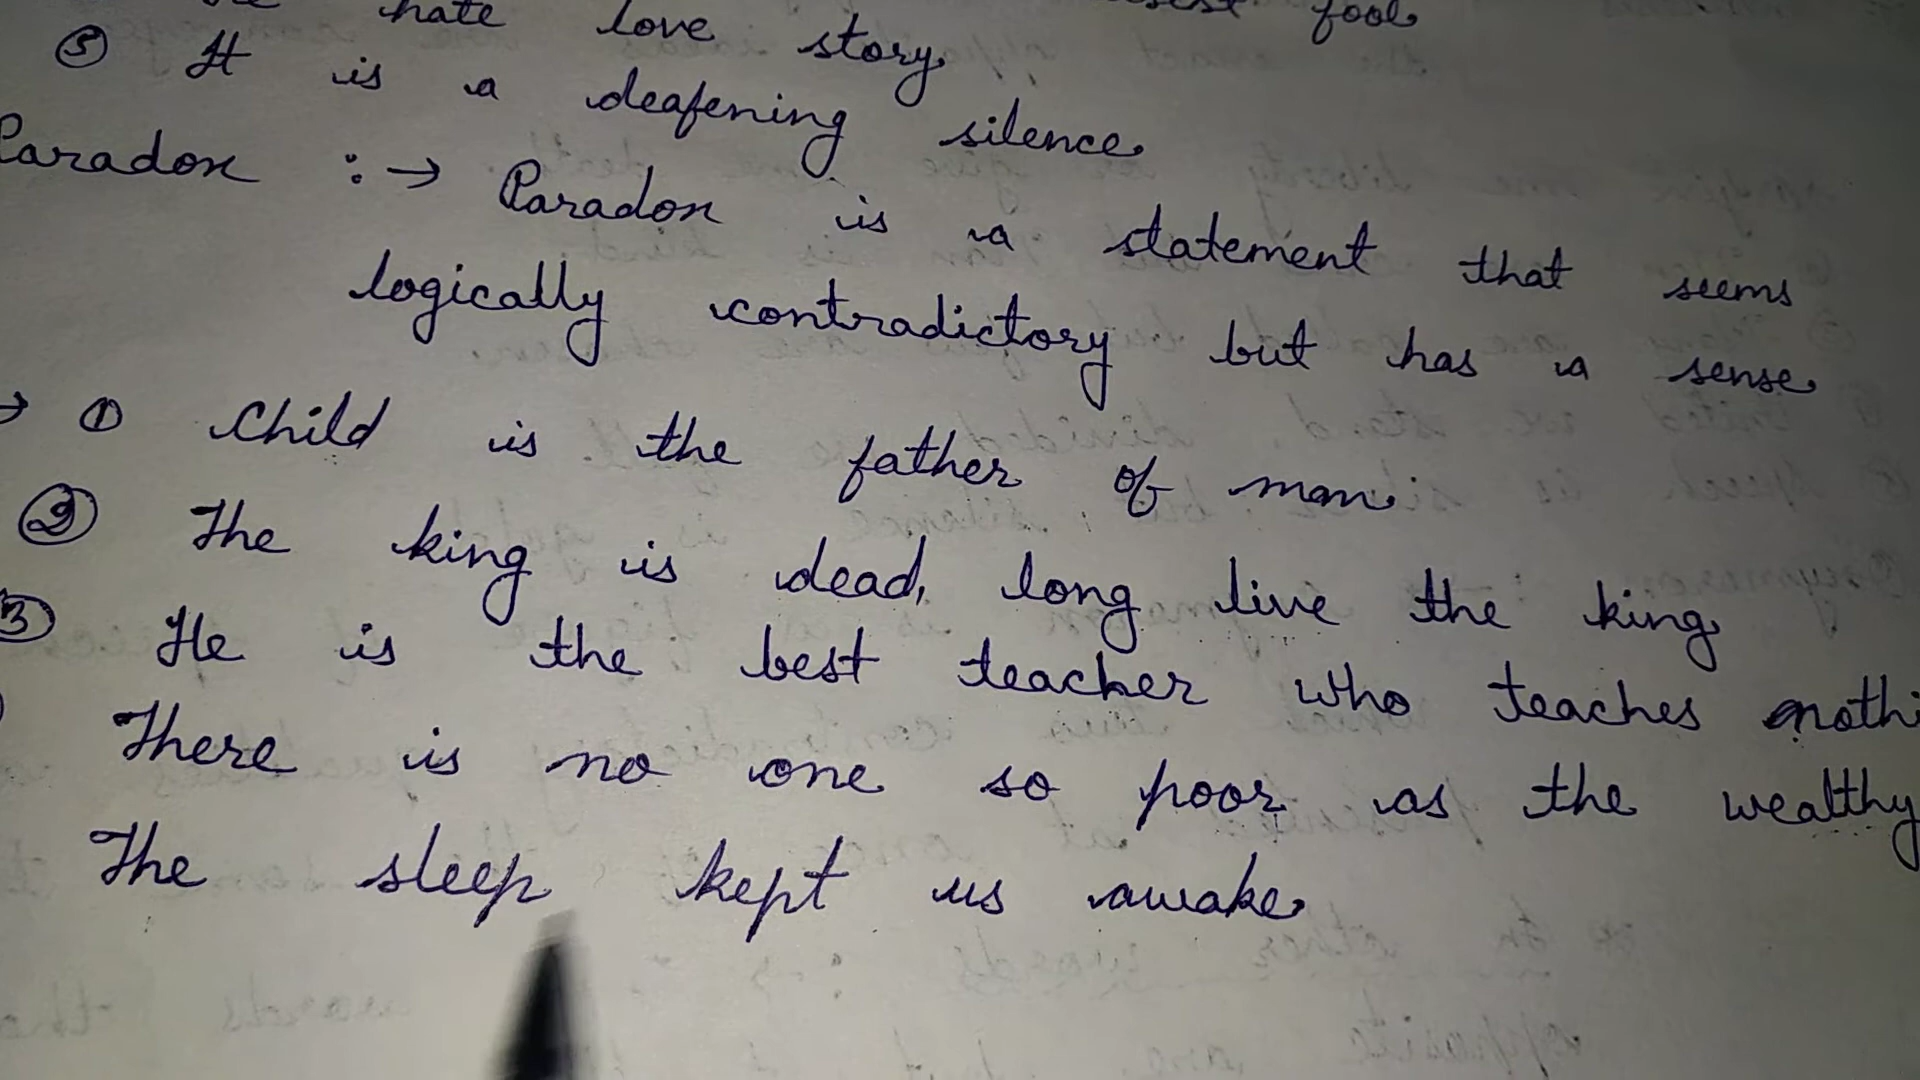 hate love story
fool
⑤ It is a deafening silence
Paradox :→ Paradox is a statement that seems
logically contradictory but has a sense
→ ① Child is the father of man
② The king is dead, long live the king
③ He is the best teacher who teaches
There is no one so poor as the wealthy
The sleep kept us awake